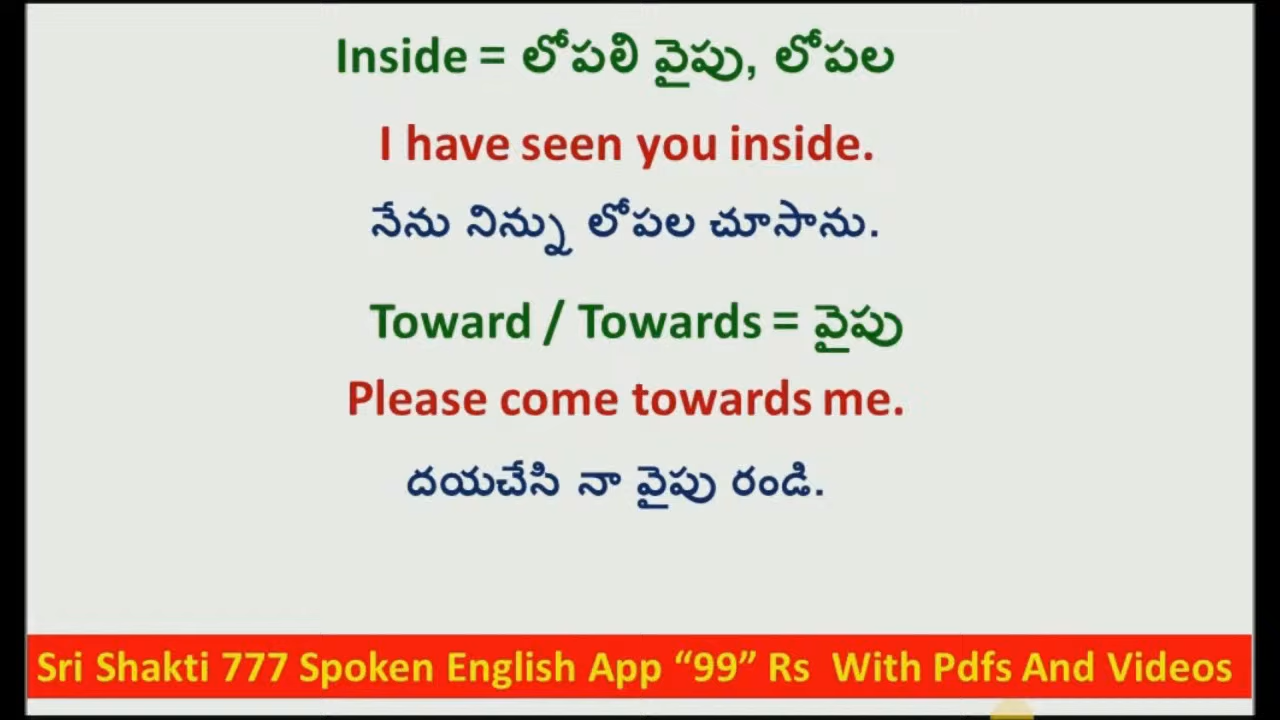 Inside = లోపలి వైపు, లోపల
I have seen you inside.
నేను నిన్ను లోపల చూసాను.
Toward / Towards = వైపు
Please come towards me.
దయచేసి నా వైపు రండి.
Sri Shakti 777 Spoken English App “99” Rs With Pdfs And Videos